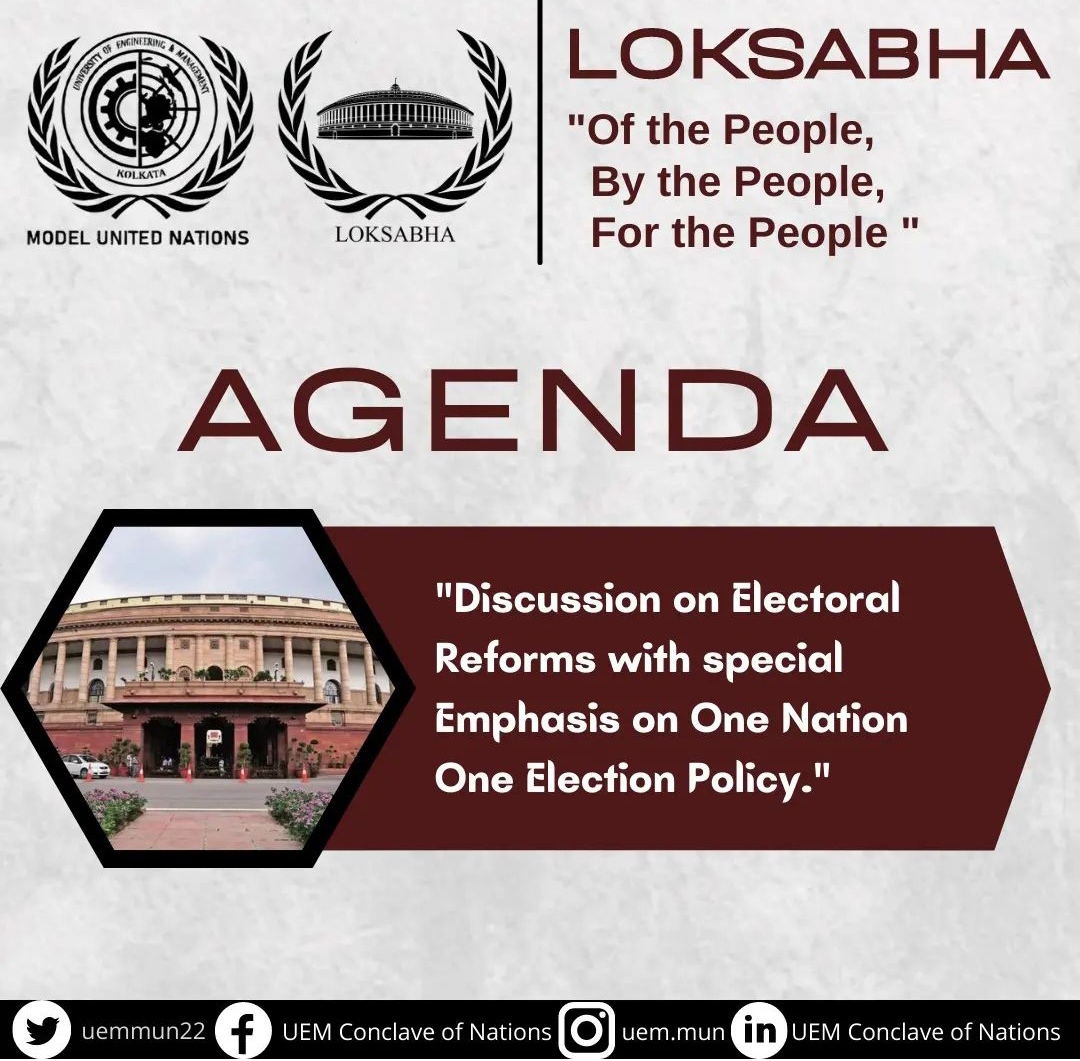 UNIVERSITY OF ENGINEERING & MANAGEMENT
KOLKATA
MODEL UNITED NATIONS
LOKSABHA
LOKSABHA
"Of the People,
By the People,
For the People "
AGENDA
"Discussion on Electoral
Reforms with special
Emphasis on One Nation
One Election Policy."
uemmun22
UEM Conclave of Nations
uem.mun
UEM Conclave of Nations